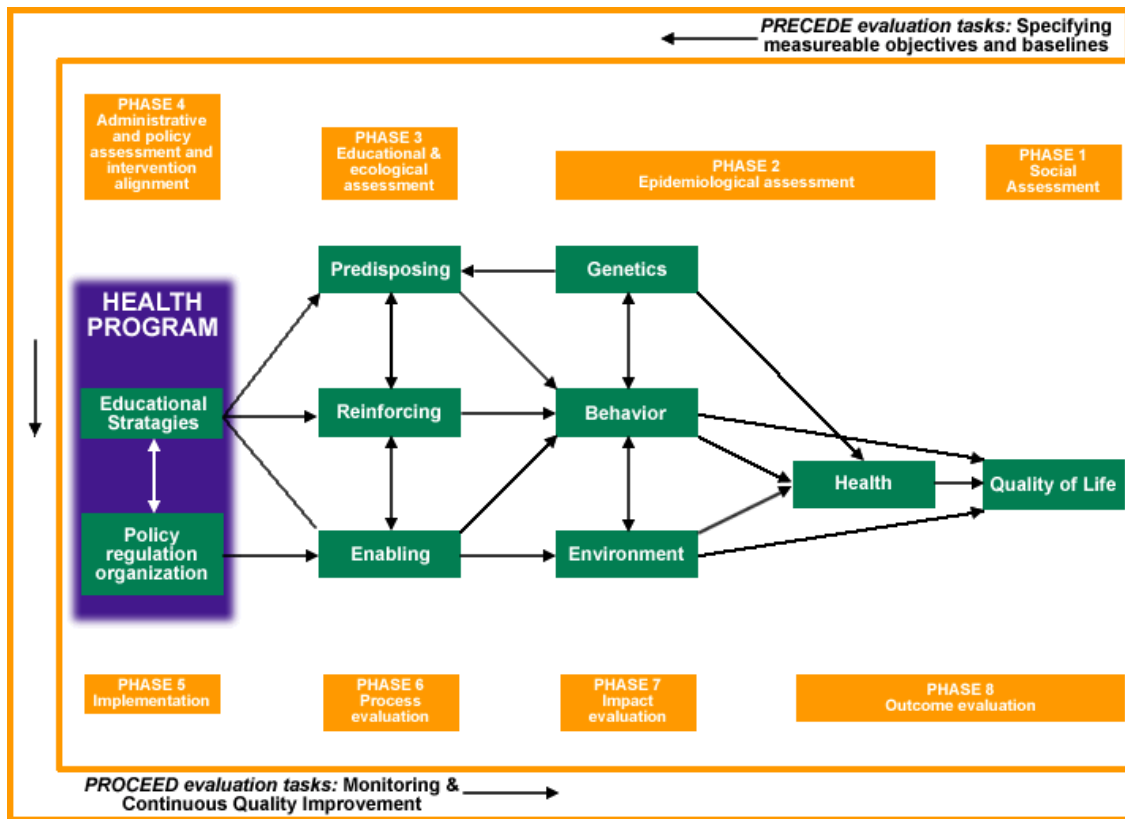 PRECEDE evaluation tasks: Specifying
measureable objectives and baselines
PHASE 4
Administrative
and policy
assessment and
intervention
alignment
PHASE 3
Educational &
ecological
assessment
PHASE 2
Epidemiological assessment
PHASE 1
Social
Assessment
HEALTH
PROGRAM
Predisposing
Genetics
Educational
Stratagies
Reinforcing
Behavior
Health
Quality of Life
Policy
regulation
organization
Enabling
Environment
PHASE 5
Implementation
PHASE 6
Process
evaluation
PHASE 7
Impact
evaluation
PHASE 8
Outcome evaluation
PROCEED evaluation tasks: Monitoring &
Continuous Quality Improvement